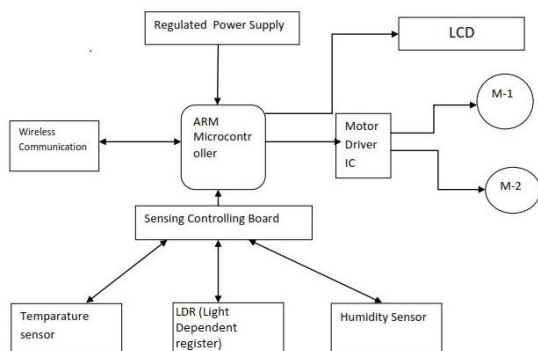 Regulated Power Supply
LCD
M-1
ARM
Microcontr
oller
Motor
Driver
IC
Wireless
Communication
M-2
Sensing Controlling Board
Temparature
sensor
LDR (Light
Dependent
register)
Humidity Sensor